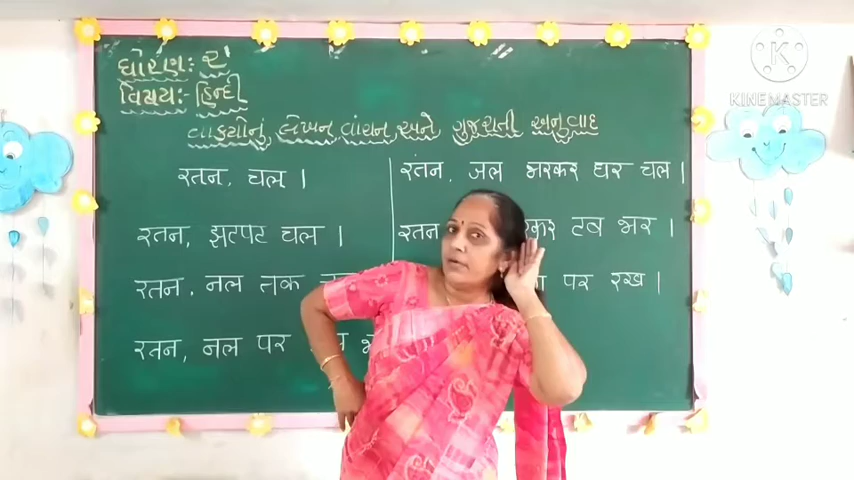 ધોરણ: ૨
વિષય:- હિન્દી
વાકયોનું લેખન વાંચન અને ગુજરાતી અનુવાદ
रतन, चल ।
रतन, झटपट चल ।
रतन, नल तक
रतन, नल पर
रतन, जल भरकर घर चल ।
रतन टब भर ।
पर रख ।
KINEMASTER